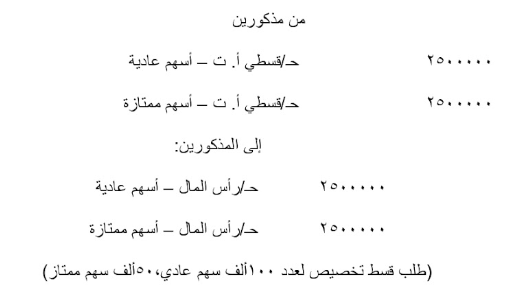 من مذكورين
٢٥٠٠٠٠٠ حـ/قسطي أ. ت – أسهم عادية
٢٥٠٠٠٠٠ حـ/قسطي أ. ت – أسهم ممتازة
إلى المذكورين:
٢٥٠٠٠٠٠ حـ/رأس المال – أسهم عادية
٢٥٠٠٠٠٠ حـ/رأس المال – أسهم ممتازة
(طلب قسط تخصيص لعدد ١٠٠ألف سهم عادي،٥٠ألف سهم ممتاز)